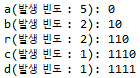 a(발생 빈도 : 5): 0
b(발생 빈도 : 2): 10
r(발생 빈도 : 2): 110
c(발생 빈도 : 1): 1110
d(발생 빈도 : 1): 1111